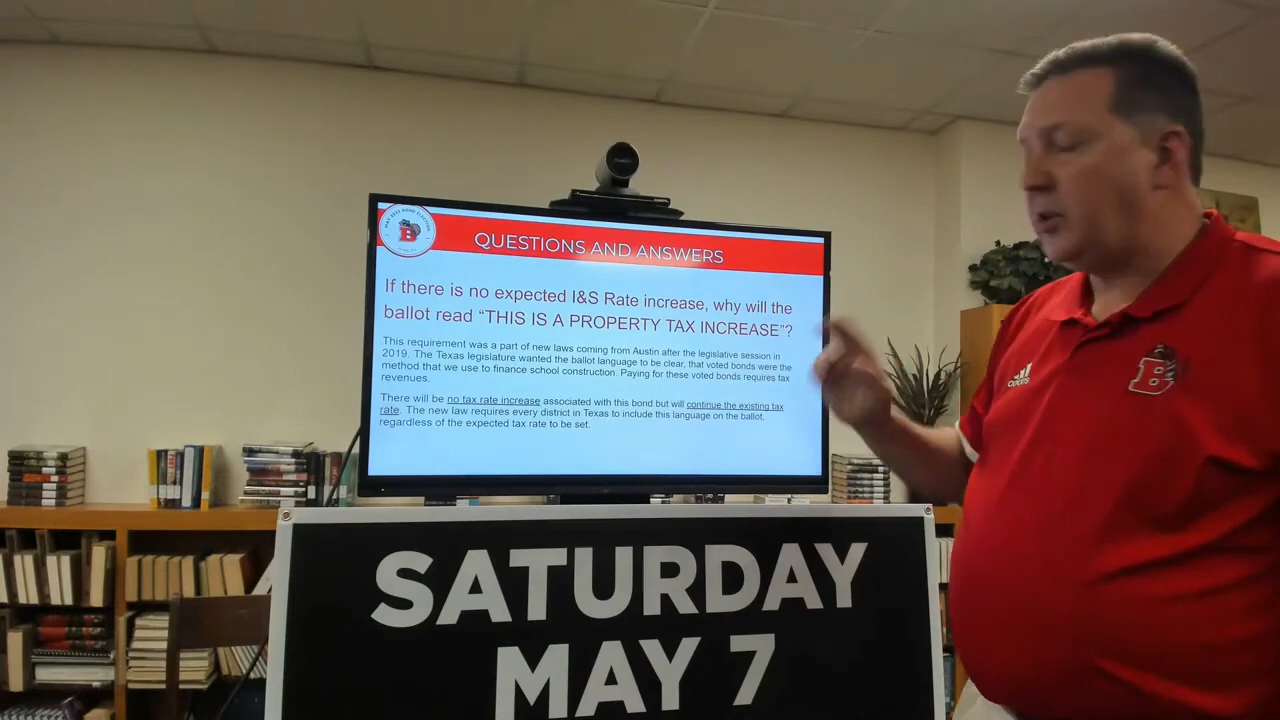 MAY 2022 BOND ELECTION
B
QUESTIONS AND ANSWERS
If there is no expected I&S Rate increase, why will the
ballot read “THIS IS A PROPERTY TAX INCREASE”?
This requirement was a part of new laws coming from Austin after the legislative session in
2019. The Texas legislature wanted the ballot language to be clear, that voted bonds were the
method that we use to finance school construction. Paying for these voted bonds requires tax
revenues.
There will be no tax rate increase associated with this bond but will continue the existing tax
rate. The new law requires every district in Texas to include this language on the ballot,
regardless of the expected tax rate to be set.
adidas
B
SATURDAY
MAY 7